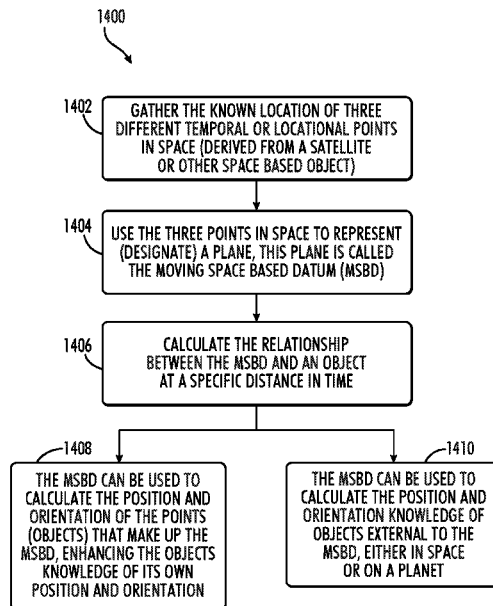 1400
1402
GATHER THE KNOWN LOCATION OF THREE
DIFFERENT TEMPORAL OR LOCATIONAL POINTS
IN SPACE (DERIVED FROM A SATELLITE
OR OTHER SPACE BASED OBJECT)
1404
USE THE THREE POINTS IN SPACE TO REPRESENT
(DESIGNATE) A PLANE, THIS PLANE IS CALLED
THE MOVING SPACE BASED DATUM (MSBD)
1406
CALCULATE THE RELATIONSHIP
BETWEEN THE MSBD AND AN OBJECT
AT A SPECIFIC DISTANCE IN TIME
1408
THE MSBD CAN BE USED TO
CALCULATE THE POSITION AND
ORIENTATION OF THE POINTS
(OBJECTS) THAT MAKE UP THE
MSBD, ENHANCING THE OBJECTS
KNOWLEDGE OF ITS OWN
POSITION AND ORIENTATION
1410
THE MSBD CAN BE USED TO
CALCULATE THE POSITION AND
ORIENTATION KNOWLEDGE OF
OBJECTS EXTERNAL TO THE
MSBD, EITHER IN SPACE
OR ON A PLANET